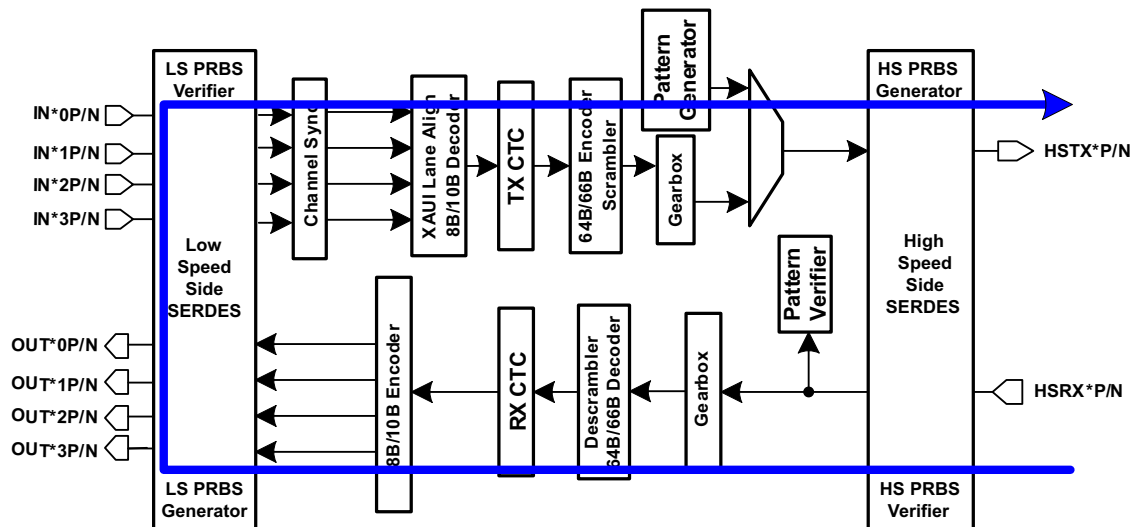 LS PRBS
Verifier
IN*0P/N
IN*1P/N
IN*2P/N
IN*3P/N
Low
Speed
Side
SERDES
OUT*0P/N
OUT*1P/N
OUT*2P/N
OUT*3P/N
LS PRBS
Generator
Channel Sync
XAUI Lane Align
8B/10B Decoder
TX CTC
64B/66B Encoder
Scrambler
Pattern
Generator
Gearbox
HS PRBS
Generator
HSTX*P/N
High
Speed
Side
SERDES
8B/10B Encoder
RX CTC
Descrambler
64B/66B Decoder
Gearbox
Pattern
Verifier
HSRX*P/N
HS PRBS
Verifier